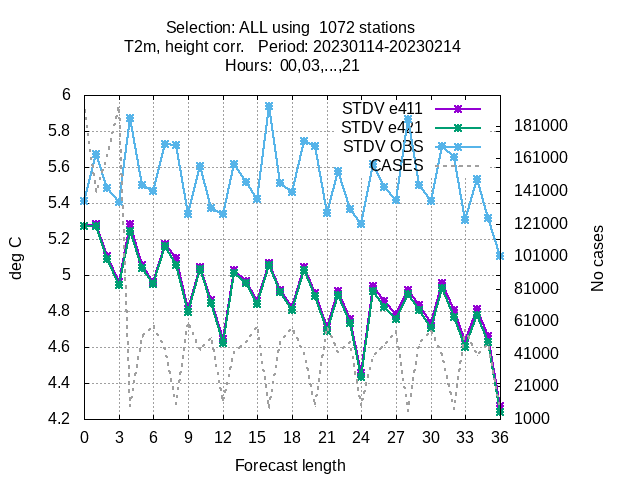 Selection: ALL using  1072 stations
T2m, height corr.   Period: 20230114-20230214
Hours:  00,03,...,21
STDV e411
STDV e421
STDV OBS
CASES
6
5.8
5.6
5.4
5.2
5
4.8
4.6
4.4
4.2
deg C
181000
161000
141000
121000
101000
81000
61000
41000
21000
1000
No cases
0 3 6 9 12 15 18 21 24 27 30 33 36
Forecast length